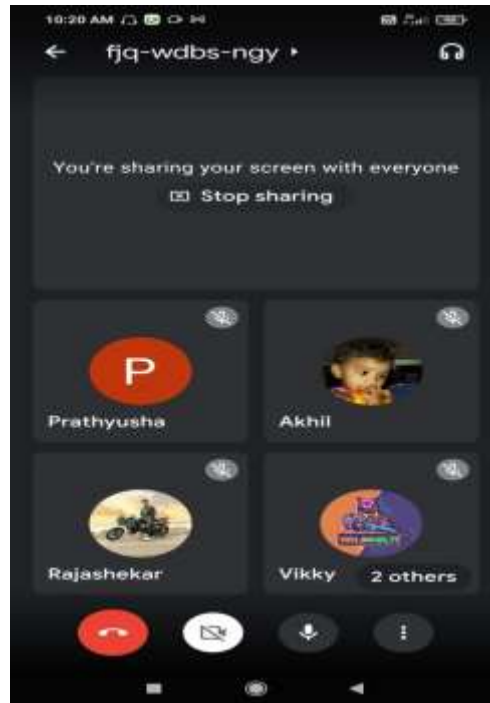 10:20 AM
fjq-wdbs-ngy
You're sharing your screen with everyone
Stop sharing
P
Prathyusha
Akhil
Rajashekar
Vikky
2 others